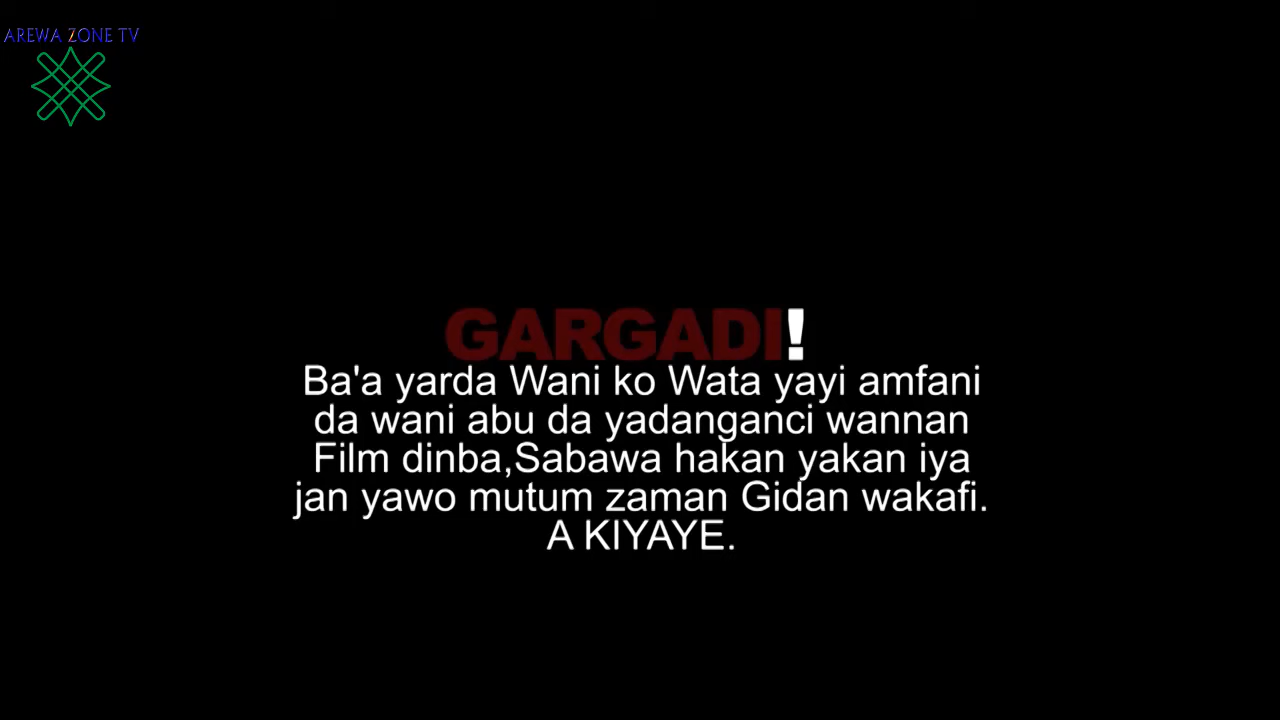 AREWA ZONE TV
GARGADI!
Ba'a yarda Wani ko Wata yayi amfani
da wani abu da yadanganci wannan
Film dinba,Sabawa hakan yakan iya
jan yawo mutum zaman Gidan wakafi.
A KIYAYE.